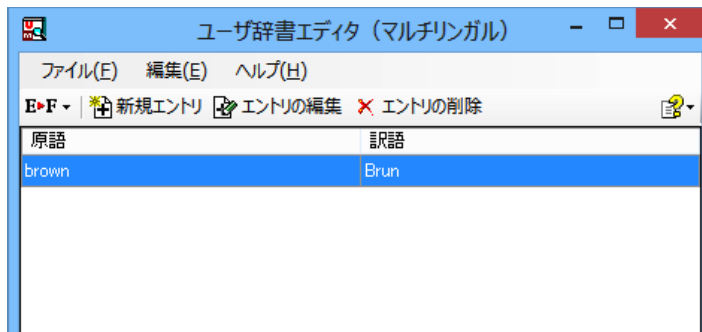 ユーザ辞書エディタ（マルチリンガル）
ファイル(F) 編集(E) ヘルプ(H)
E▸F 新規エントリ エントリの編集 エントリの削除
原語 訳語
brown Brun